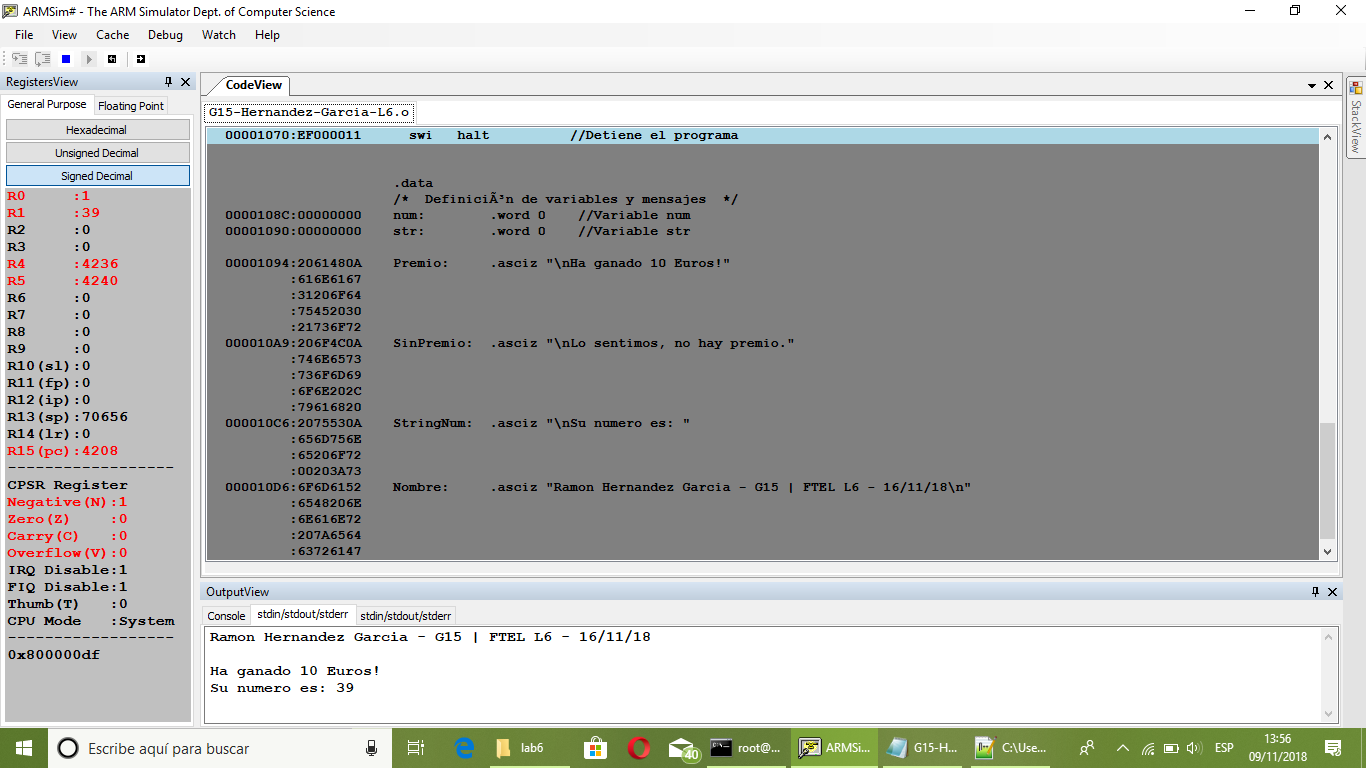 ARMSim# - The ARM Simulator Dept. of Computer Science
File View Cache Debug Watch Help
RegistersView
General Purpose Floating Point
Hexadecimal
Unsigned Decimal
Signed Decimal
R0 :1
R1 :39
R2 :0
R3 :0
R4 :4236
R5 :4240
R6 :0
R7 :0
R8 :0
R9 :0
R10(sl):0
R11(fp):0
R12(ip):0
R13(sp):70656
R14(lr):0
R15(pc):4208
------------------
CPSR Register
Negative(N):1
Zero(Z) :0
Carry(C) :0
Overflow(V):0
IRQ Disable:1
FIQ Disable:1
Thumb(T) :0
CPU Mode :System
------------------
0x800000df
CodeView
G15-Hernandez-Garcia-L6.o
00001070:EF000011 swi halt //Detiene el programa
.data
/* DefiniciÃ³n de variables y mensajes */
0000108C:00000000 num: .word 0 //Variable num
00001090:00000000 str: .word 0 //Variable str
00001094:2061480A Premio: .asciz "\nHa ganado 10 Euros!"
:616E6167
:31206F64
:75452030
:21736F72
000010A9:206F4C0A SinPremio: .asciz "\nLo sentimos, no hay premio."
:746E6573
:736F6D69
:6F6E202C
:79616820
000010C6:2075530A StringNum: .asciz "\nSu numero es: "
:656D756E
:65206F72
:00203A73
000010D6:6F6D6152 Nombre: .asciz "Ramon Hernandez Garcia - G15 | FTEL L6 - 16/11/18\n"
:6548206E
:6E616E72
:207A6564
:63726147
StackView
OutputView
Console stdin/stdout/stderr stdin/stdout/stderr
Ramon Hernandez Garcia - G15 | FTEL L6 - 16/11/18
Ha ganado 10 Euros!
Su numero es: 39
Escribe aquí para buscar
lab6
40
root@...
ARMSi...
G15-H...
C:\Use...
ESP
13:56
09/11/2018